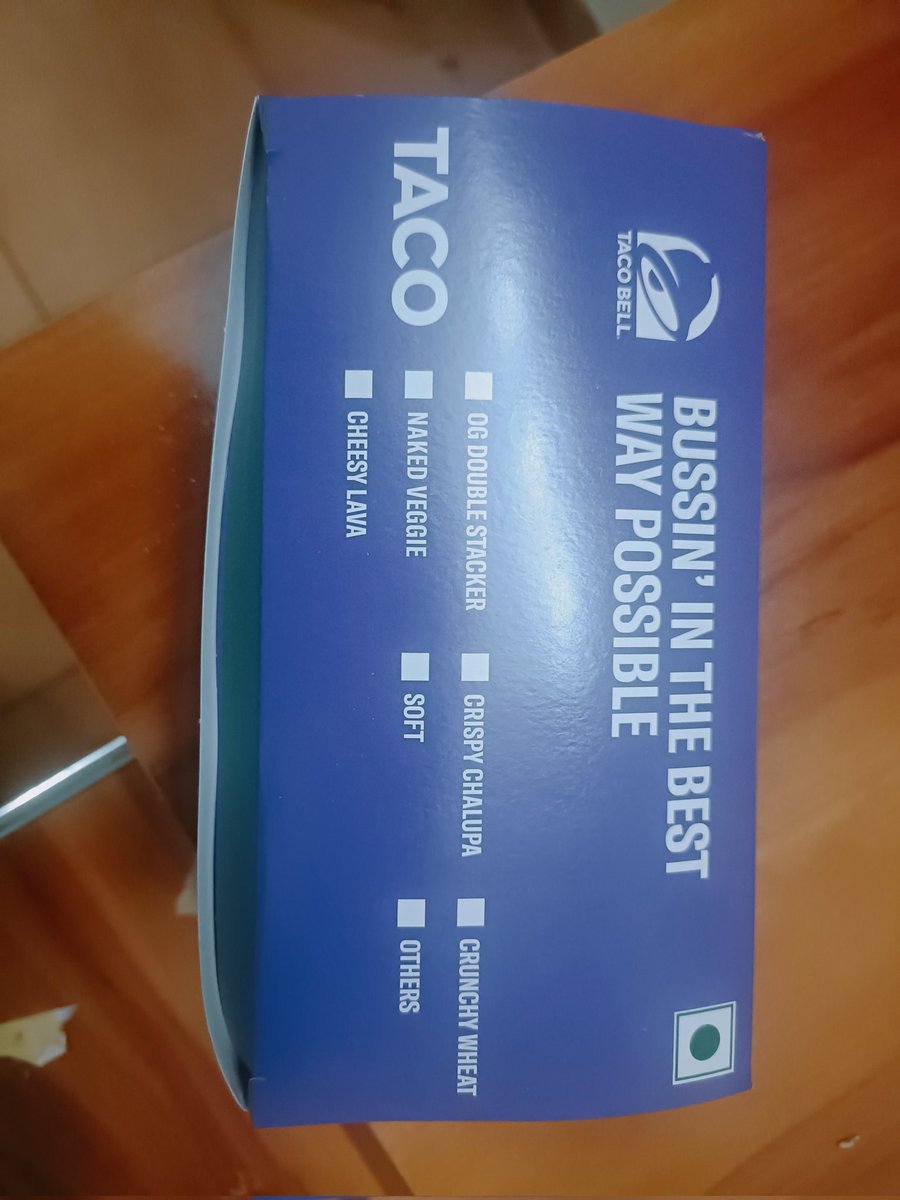 TACO BELL
BUSSIN' IN THE BEST
WAY POSSIBLE
TACO
OG DOUBLE STACKER
CRISPY CHALUPA
CRUNCHY WHEAT
NAKED VEGGIE
SOFT
OTHERS
CHEESY LAVA